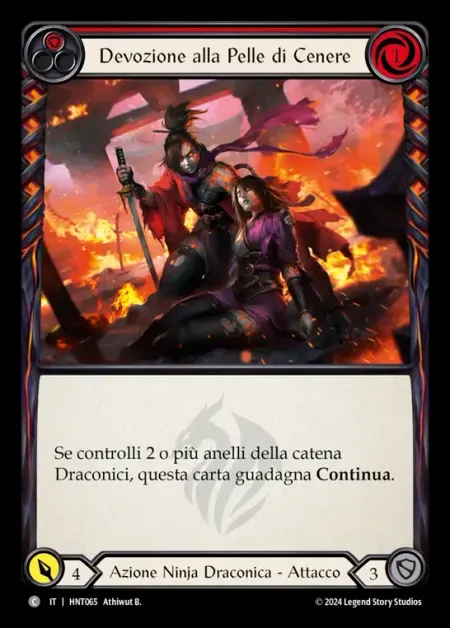 Devozione alla Pelle di Cenere
1
Se controlli 2 o più anelli della catena
Draconici, questa carta guadagna Continua.
4
Azione Ninja Draconica - Attacco
3
C IT | HNT065 Athiwut B.
© 2024 Legend Story Studios